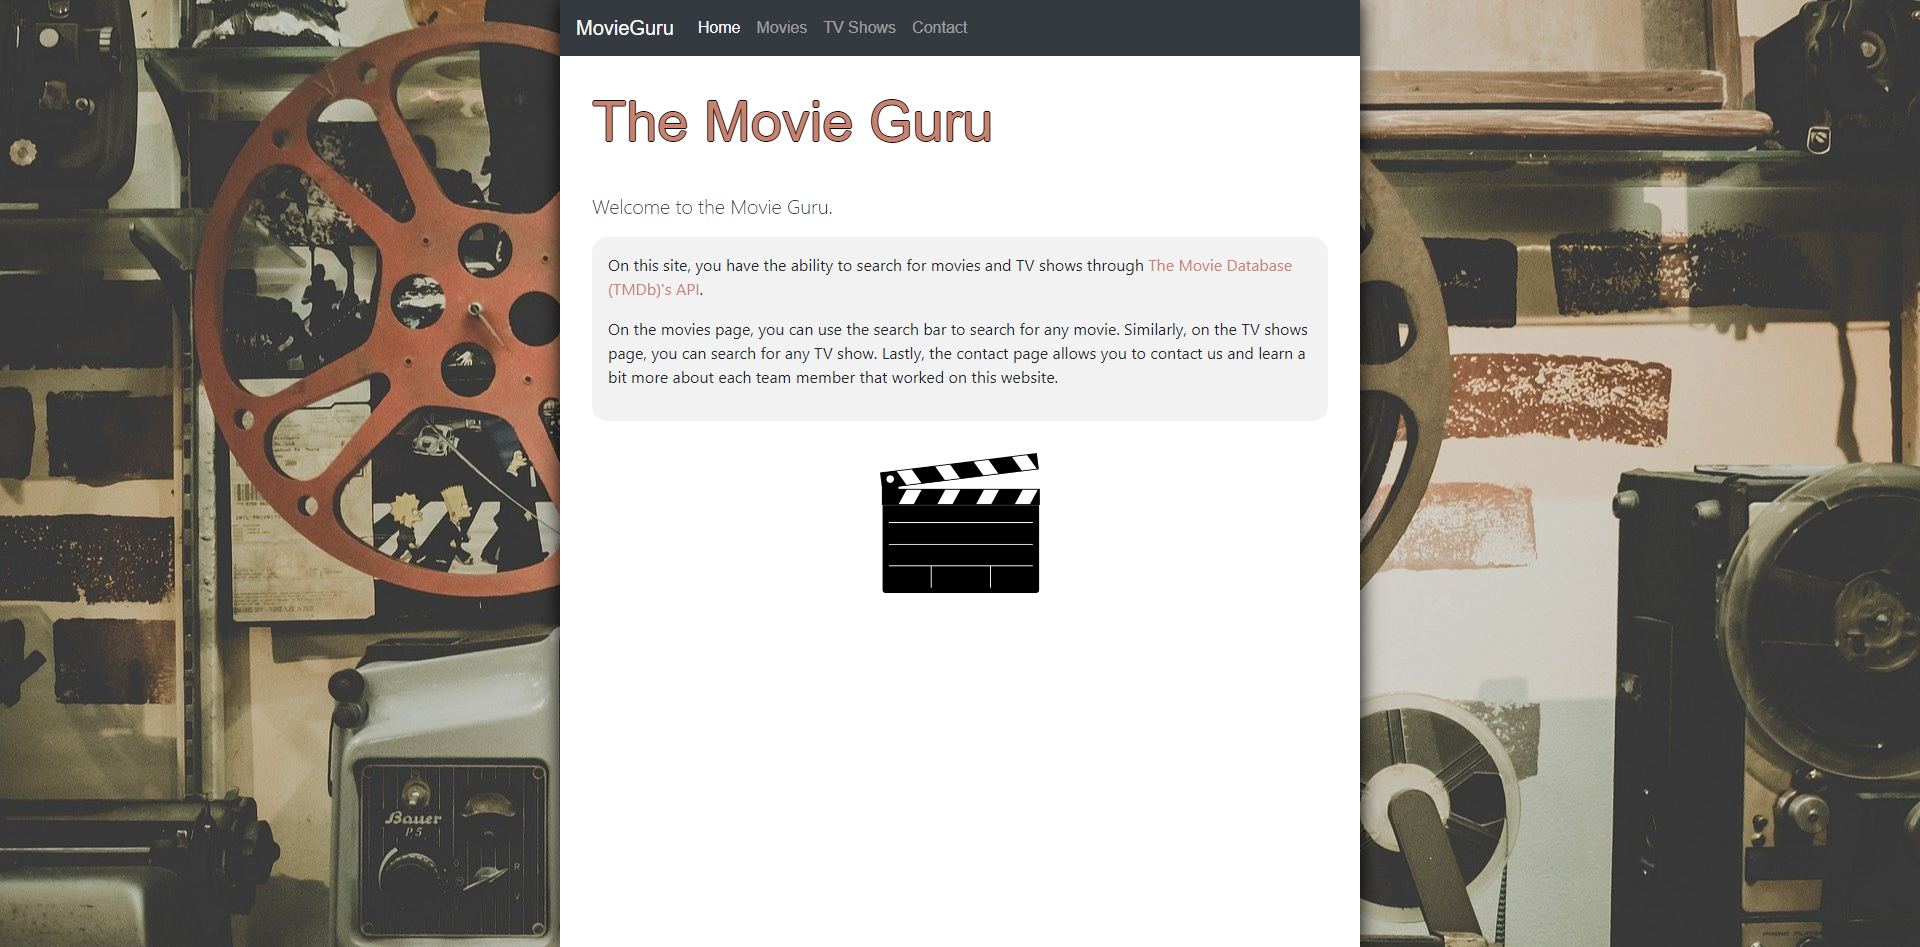 MovieGuru Home Movies TV Shows Contact
The Movie Guru
Welcome to the Movie Guru.
On this site, you have the ability to search for movies and TV shows through The Movie Database
(TMDb)'s API.
On the movies page, you can use the search bar to search for any movie. Similarly, on the TV shows
page, you can search for any TV show. Lastly, the contact page allows you to contact us and learn a
bit more about each team member that worked on this website.
Bauer
P5
R
V